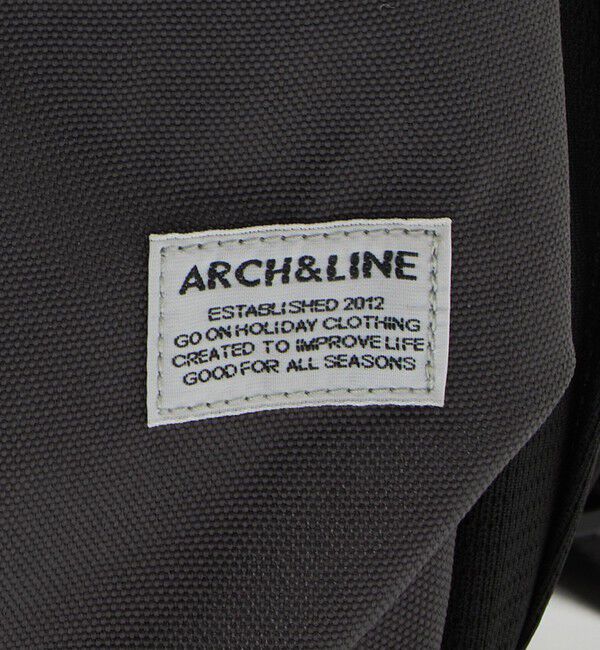 ARCH&LINE
ESTABLISHED 2012
GO ON HOLIDAY CLOTHING
CREATED TO IMPROVE LIFE
GOOD FOR ALL SEASONS